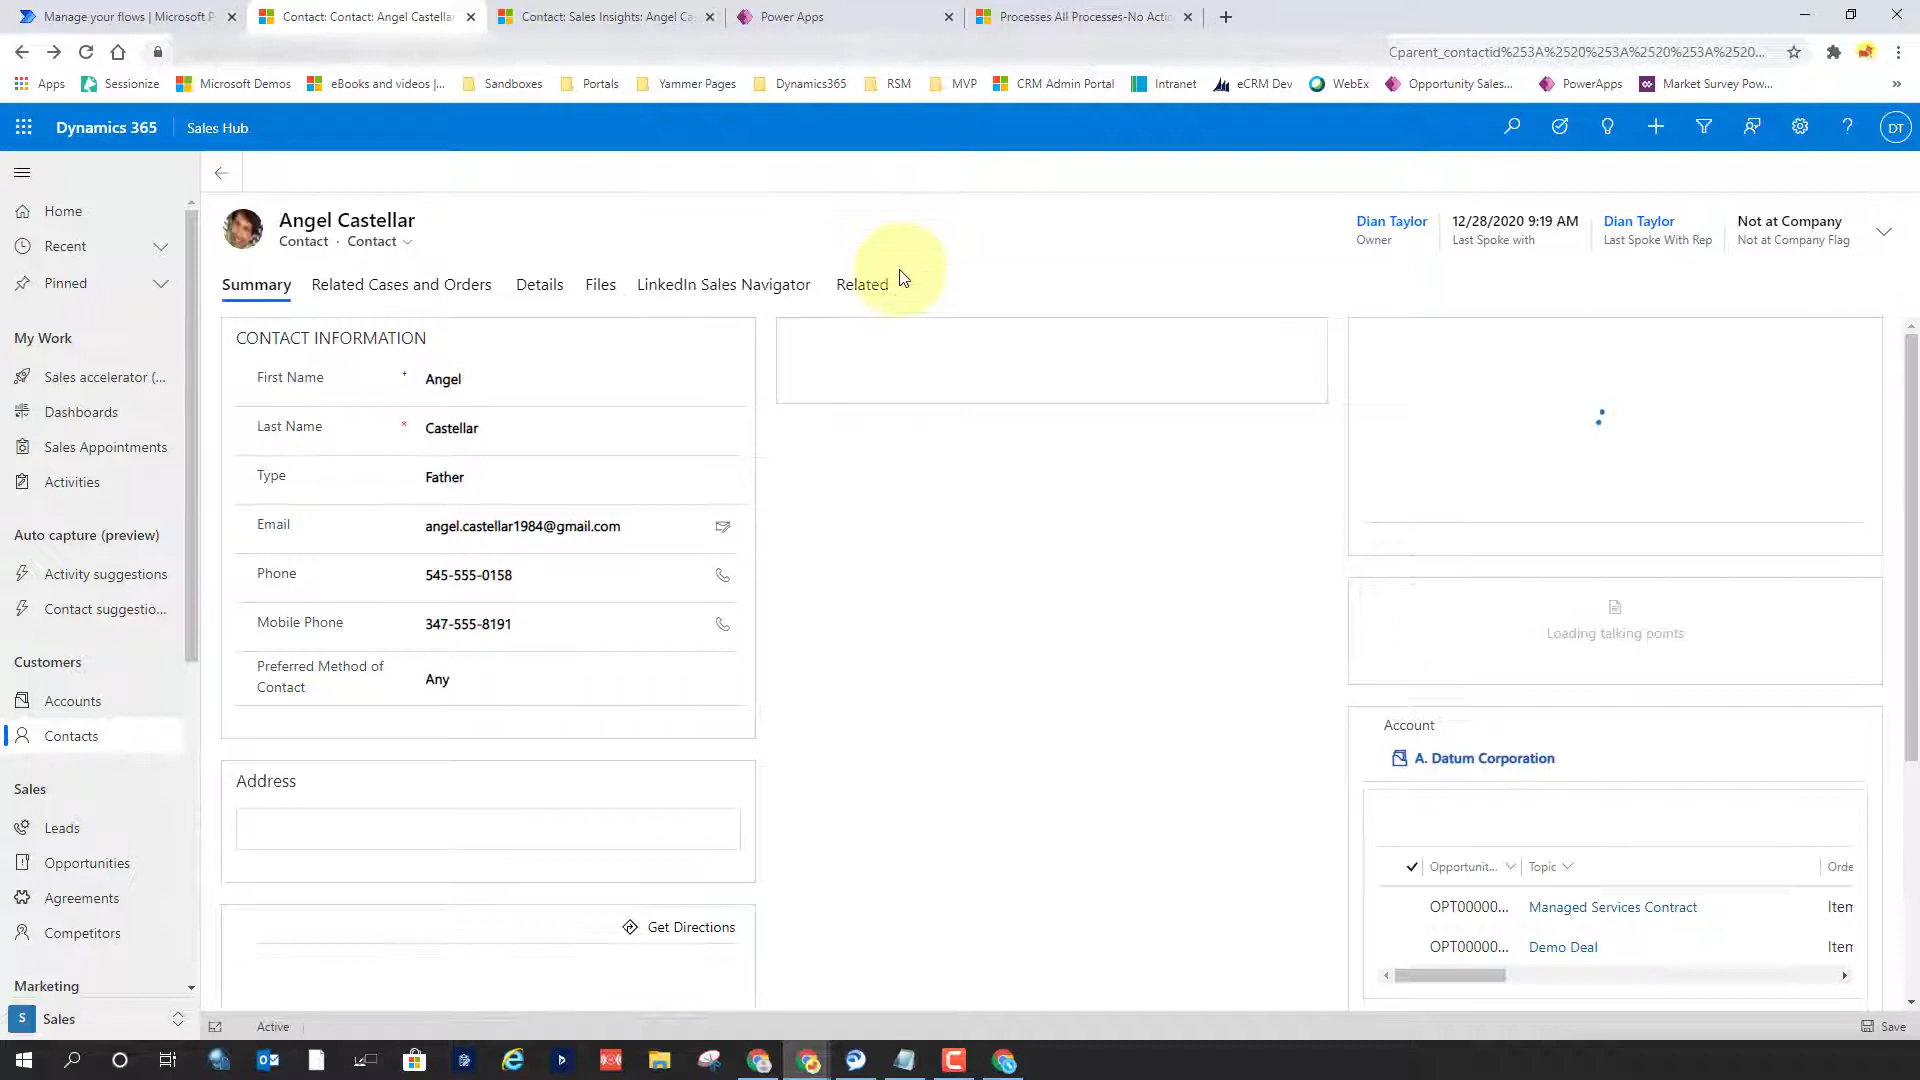 Manage your flows | Microsoft P
Contact: Contact: Angel Castellar
Contact: Sales Insights: Angel Ca
Power Apps
Processes All Processes-No Actio
Cparent_contactid%253A%2520%253A%2520%253A%2520...
Apps
Sessionize
Microsoft Demos
eBooks and videos |...
Sandboxes
Portals
Yammer Pages
Dynamics365
RSM
MVP
CRM Admin Portal
Intranet
eCRM Dev
WebEx
Opportunity Sales...
PowerApps
Market Survey Pow...
»
Dynamics 365
Sales Hub
DT
Home
Recent
Pinned
My Work
Sales accelerator (...
Dashboards
Sales Appointments
Activities
Auto capture (preview)
Activity suggestions
Contact suggestio...
Customers
Accounts
Contacts
Sales
Leads
Opportunities
Agreements
Competitors
Marketing
S Sales
Angel Castellar
Contact · Contact
Dian Taylor
Owner
12/28/2020 9:19 AM
Last Spoke with
Dian Taylor
Last Spoke With Rep
Not at Company
Not at Company Flag
Summary
Related Cases and Orders
Details
Files
LinkedIn Sales Navigator
Related
CONTACT INFORMATION
First Name + Angel
Last Name * Castellar
Type Father
Email angel.castellar1984@gmail.com
Phone 545-555-0158
Mobile Phone 347-555-8191
Preferred Method of
Contact
Any
Address
Get Directions
Loading talking points
Account
A. Datum Corporation
Opportunit...
Topic
Orde
OPT00000... Managed Services Contract Item
OPT00000... Demo Deal Item
Active
Save